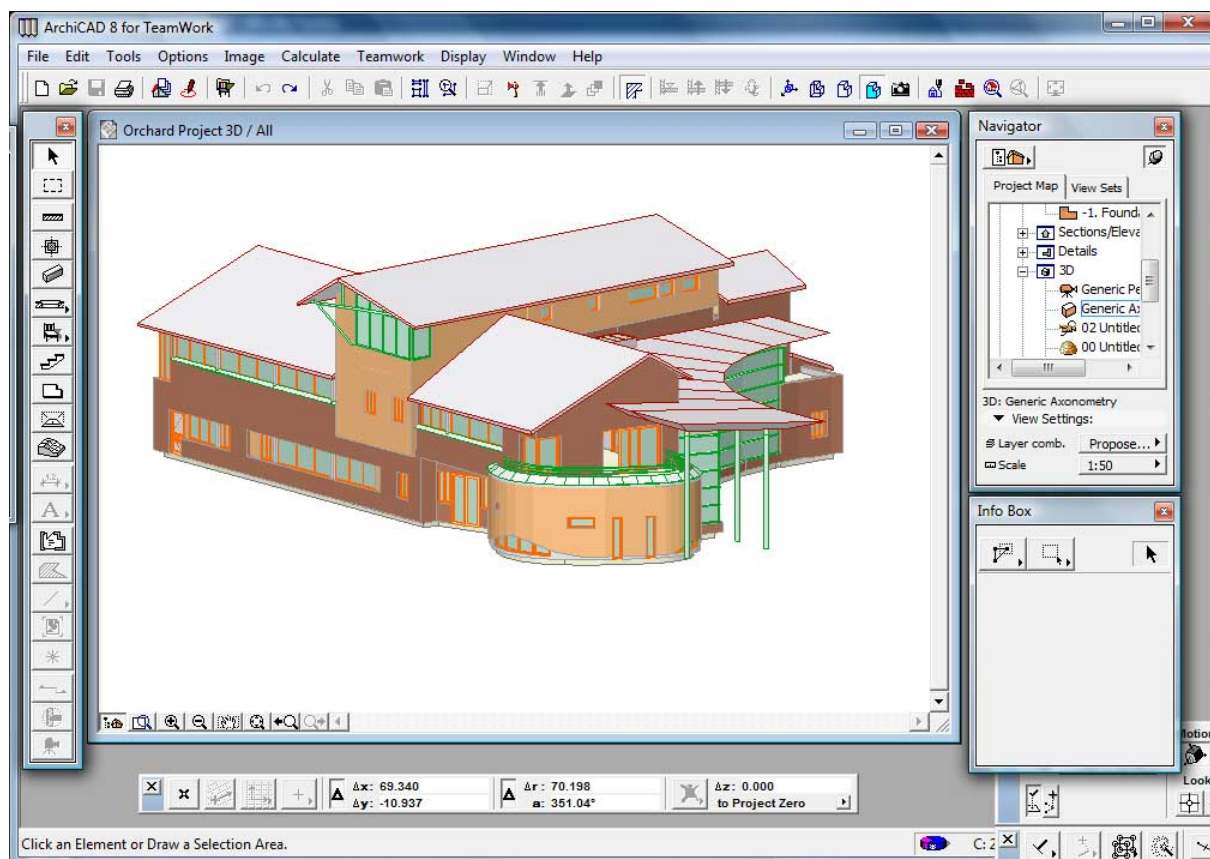 ArchiCAD 8 for TeamWork
File Edit Tools Options Image Calculate Teamwork Display Window Help
Orchard Project 3D / All
Navigator
Project Map View Sets
-1. Found
Sections/Eleva
Details
3D
Generic Pe
Generic Ax
02 Untitled
00 Untitled
3D: Generic Axonometry
View Settings:
Layer comb. Propose...
Scale 1:50
Info Box
A
Motion
Look
Δx: 69.340 Δr: 70.198 Δz: 0.000
Δy: -10.937 a: 351.04° to Project Zero
Click an Element or Draw a Selection Area.
C: 2